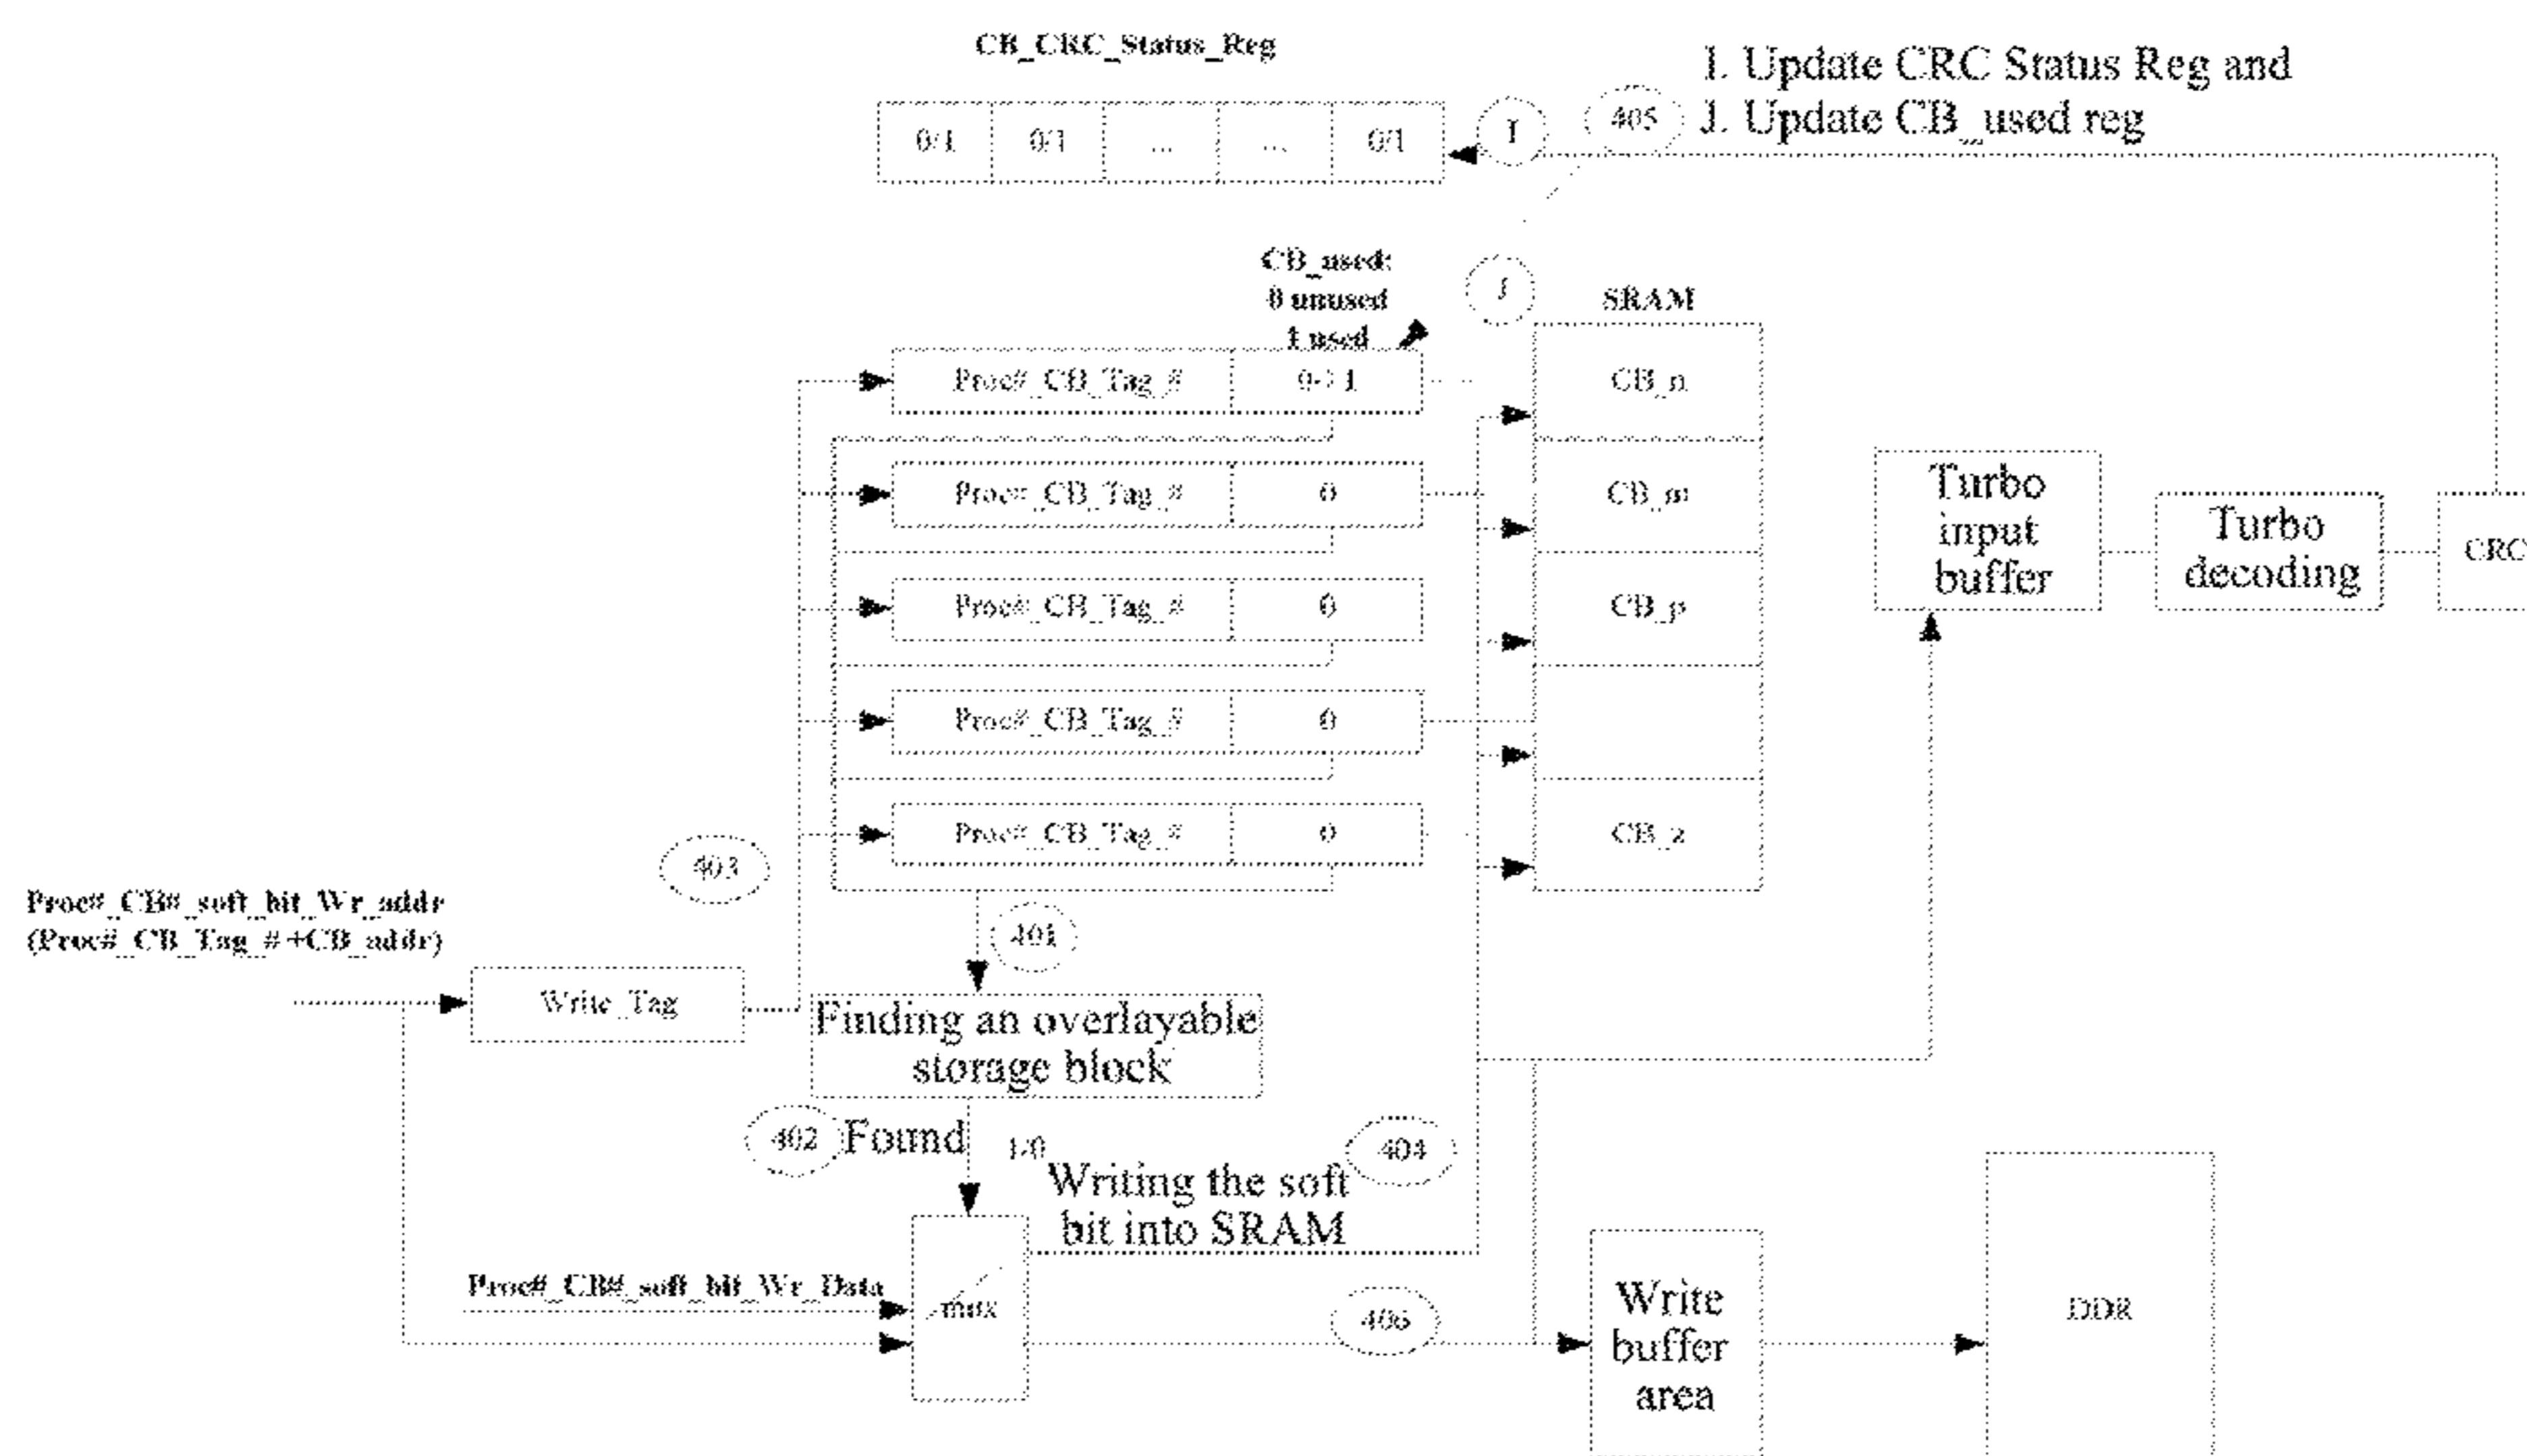 CB_CRC_Status_Reg
I. Update CRC Status Reg and
J. Update CB_used reg
405
I
0/1 0/1 ... ... 0/1
CB_used:
0 unused
1 used
J
SRAM
Proc#_CB_Tag_# 0->1
CB_n
Proc#_CB_Tag_# 0
CB_m
Proc#_CB_Tag_# 0
CB_p
Proc#_CB_Tag_# 0
Proc#_CB_Tag_# 0
CB_z
Turbo
input
buffer
Turbo
decoding
CRC
403
Proc#_CB#_soft_bit_Wr_addr
(Proc#_CB_Tag_#+CB_addr)
401
Write_Tag
Finding an overlayable
storage block
402 Found 1/0
404
Writing the soft
bit into SRAM
Proc#_CB#_soft_bit_Wr_Data
mux
406
Write
buffer
area
DDR